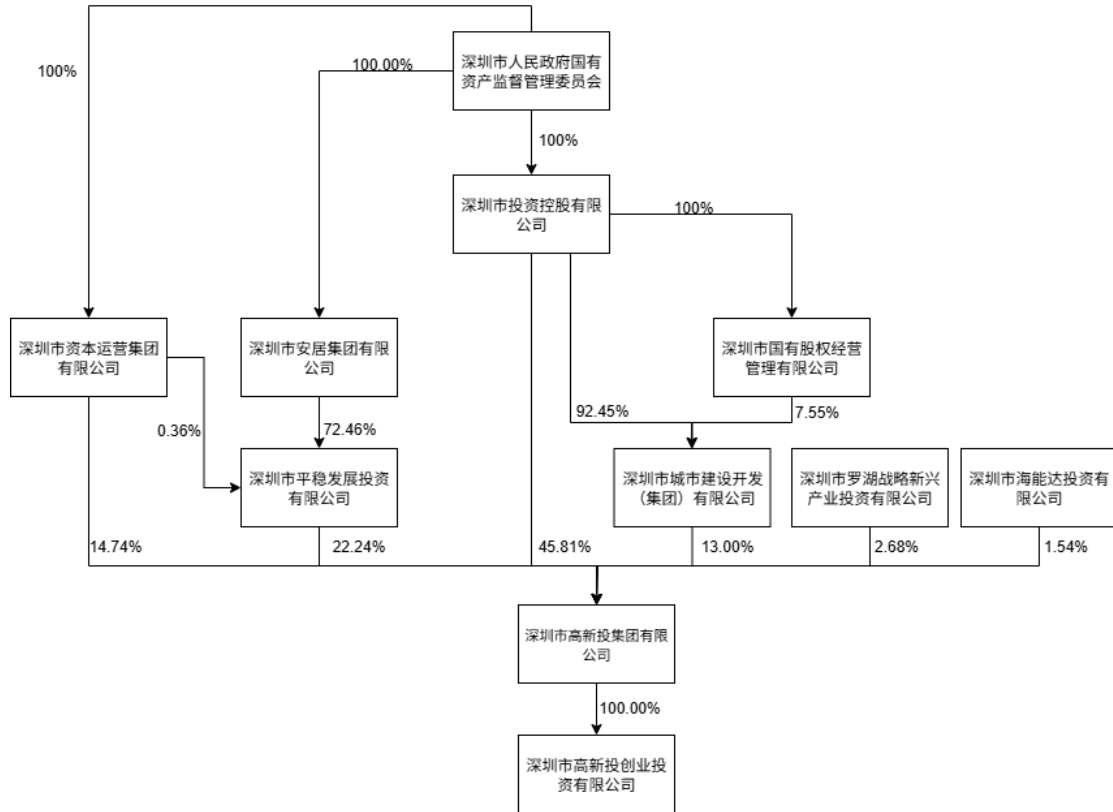 深圳市人民政府国有
资产监督管理委员会
100%
100.00%
100%
深圳市投资控股有限
公司
100%
深圳市资本运营集团
有限公司
深圳市安居集团有限
公司
深圳市国有股权经营
管理有限公司
0.36%
72.46%
92.45%
7.55%
深圳市平稳发展投资
有限公司
深圳市城市建设开发
（集团）有限公司
深圳市罗湖战略新兴
产业投资有限公司
深圳市海能达投资有
限公司
14.74%
22.24%
45.81%
13.00%
2.68%
1.54%
深圳市高新投集团有限
公司
100.00%
深圳市高新投创业投
资有限公司